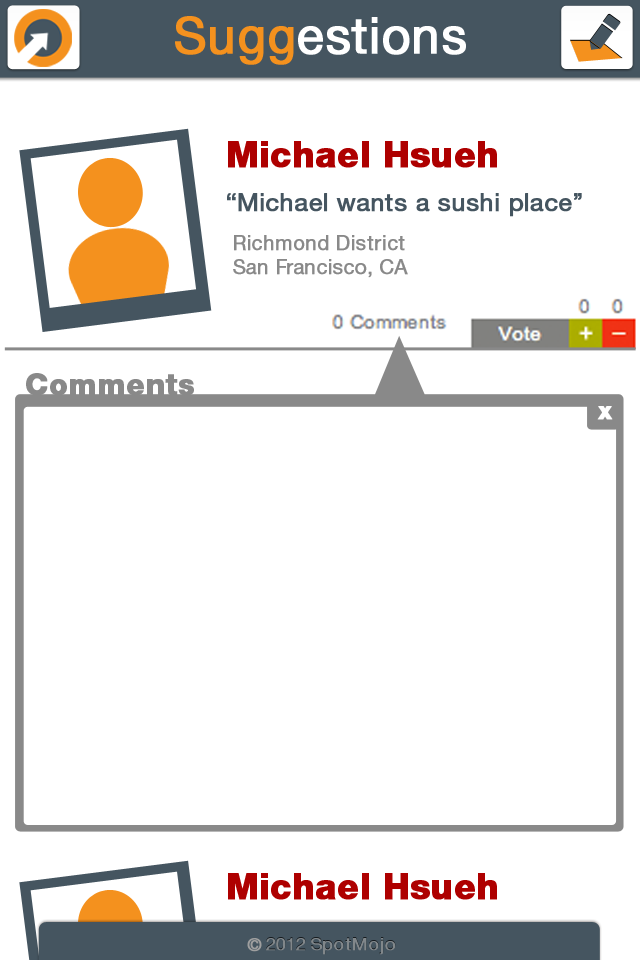 Suggestions
Michael Hsueh
“Michael wants a sushi place”
Richmond District
San Francisco, CA
0 0
0 Comments
Vote + −
Comments
X
Michael Hsueh
© 2012 SpotMojo